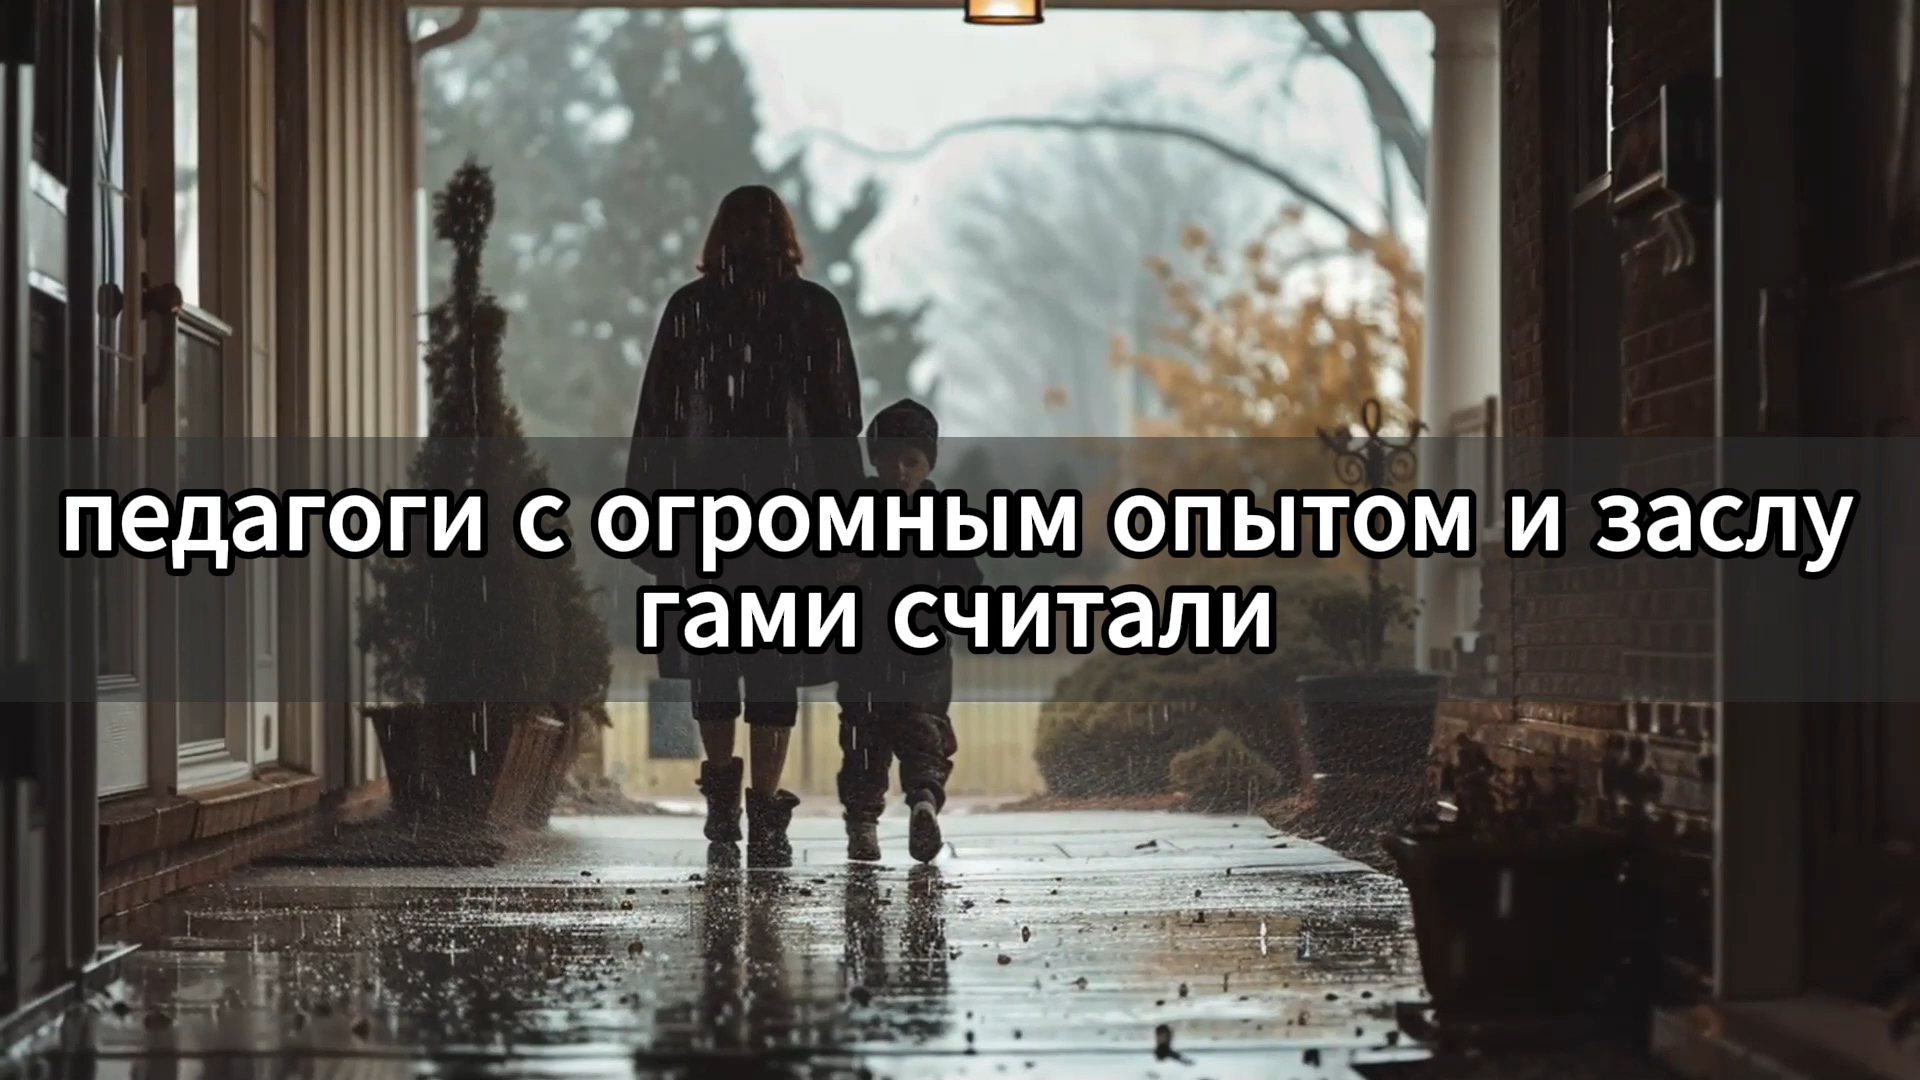 педагоги с огромным опытом и заслу
гами считали